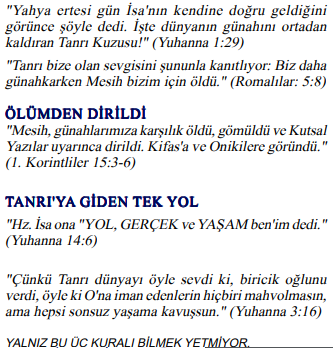 "Yahya ertesi gün İsa'nın kendine doğru geldiğini
görünce şöyle dedi. İşte dünyanın günahını ortadan
kaldıran Tanrı Kuzusu!" (Yuhanna 1:29)
"Tanrı bize olan sevgisini şununla kanıtlıyor: Biz daha
günahkarken Mesih bizim için öldü." (Romalılar: 5:8)
ÖLÜMDEN DİRİLDİ
"Mesih, günahlarımıza karşılık öldü, gömüldü ve Kutsal
Yazılar uyarınca dirildi. Kifas'a ve Onikilere göründü."
(1. Korintliler 15:3-6)
TANRI'YA GİDEN TEK YOL
"Hz. İsa ona "YOL, GERÇEK ve YAŞAM ben'im dedi."
(Yuhanna 14:6)
"Çünkü Tanrı dünyayı öyle sevdi ki, biricik oğlunu
verdi, öyle ki O'na iman edenlerin hiçbiri mahvolmasın,
ama hepsi sonsuz yaşama kavuşsun." (Yuhanna 3:16)
YALNIZ BU ÜÇ KURALI BİLMEK YETMİYOR.